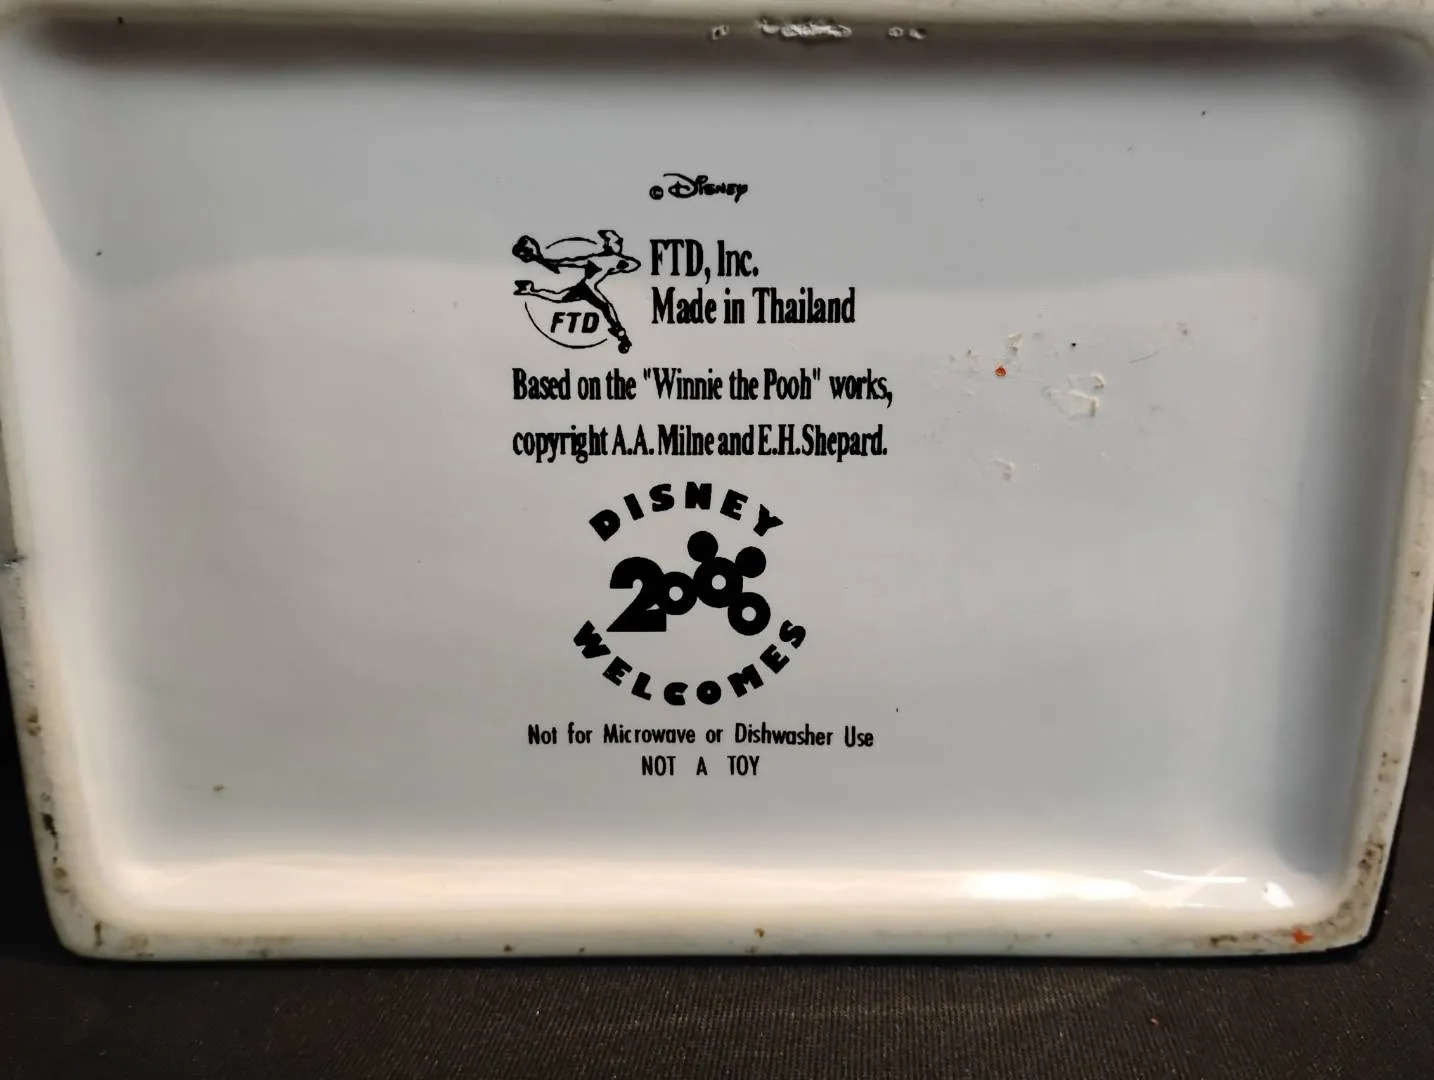 © Disney
FTD, Inc.
Made in Thailand
FTD
Based on the "Winnie the Pooh" works,
copyright A.A. Milne and E.H. Shepard.
DISNEY
2000
WELCOMES
Not for Microwave or Dishwasher Use
NOT A TOY